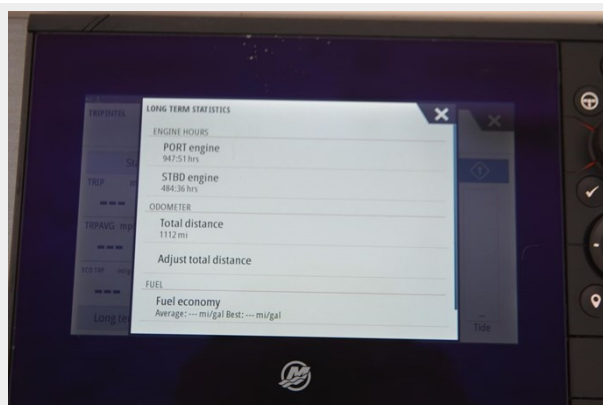 TRIPINTEL
LONG TERM STATISTICS
ENGINE HOURS
PORT engine
947:51 hrs
STBD engine
484:36 hrs
TRIP
ODOMETER
Total distance
1112 mi
TRPAVG
Adjust total distance
FUEL
Fuel economy
Average: --- mi/gal Best: --- mi/gal
Tide